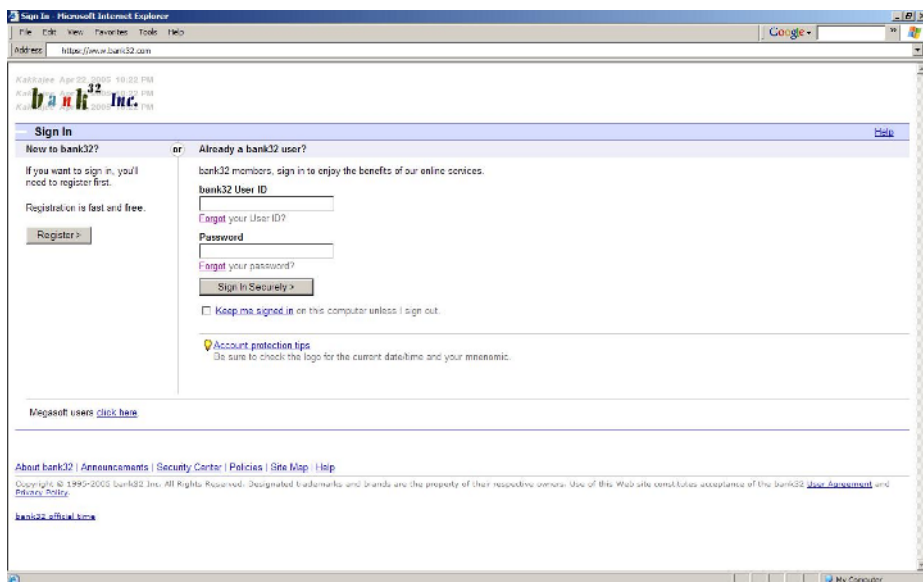 Sign In - Microsoft Internet Explorer
File Edit View Favorites Tools Help
Google
Address https://www.bank32.com
Kakkajee Apr 22, 2005 10:22 PM
bank32 Inc.
Sign In
Help
New to bank32?
or
Already a bank32 user?
If you want to sign in, you'll
need to register first.
Registration is fast and free.
Register >
bank32 members, sign in to enjoy the benefits of our online services.
bank32 User ID
Forgot your User ID?
Password
Forgot your password?
Sign In Securely >
Keep me signed in on this computer unless I sign out.
Account protection tips
Be sure to check the logo for the current date/time and your mnemonic.
Megasoft users click here
About bank32 | Announcements | Security Center | Policies | Site Map | Help
Copyright © 1995-2005 bank32 Inc. All Rights Reserved. Designated trademarks and brands are the property of their respective owners. Use of this Web site constitutes acceptance of the bank32 User Agreement and
Privacy Policy.
bank32 official time
My Computer